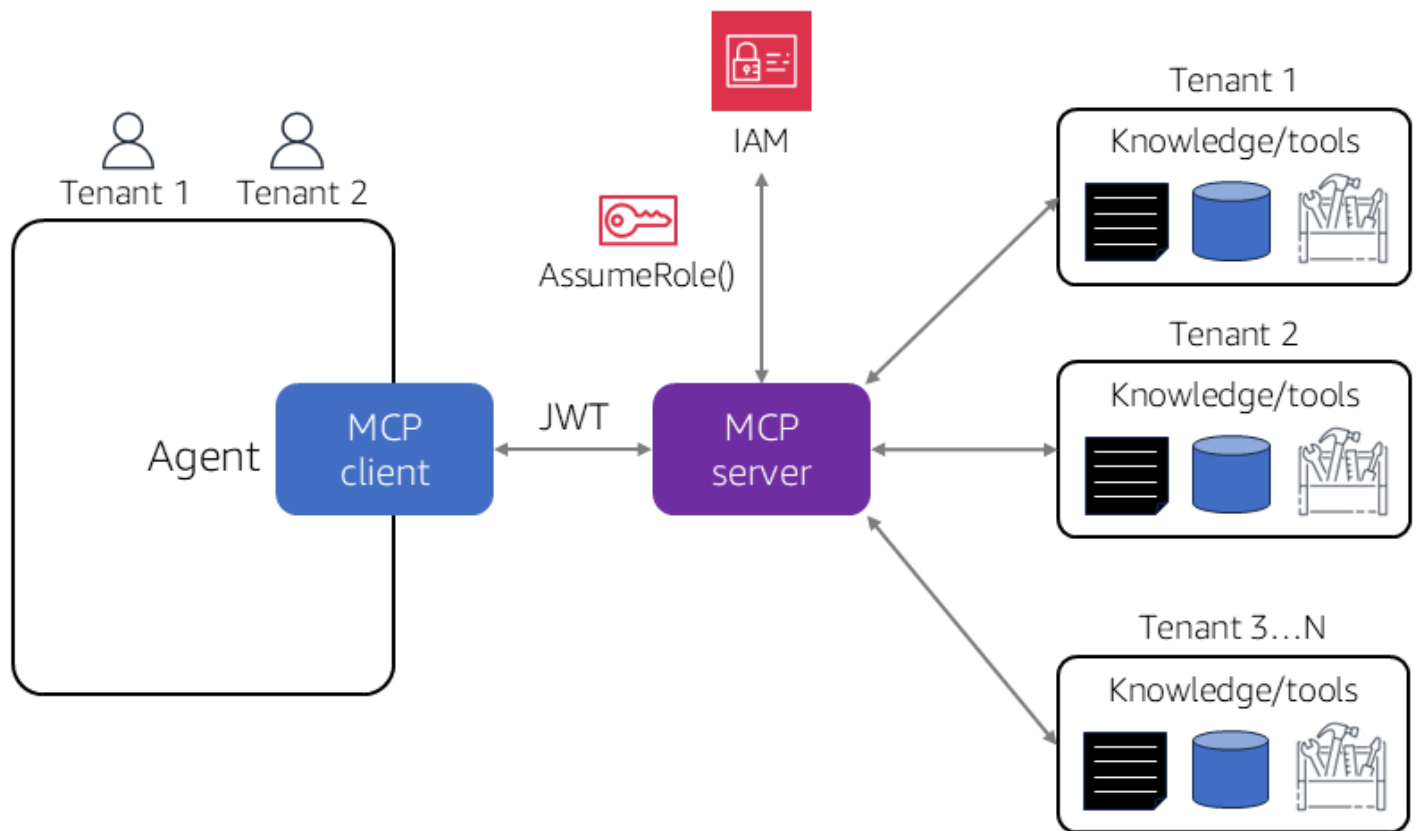 IAM
Tenant 1
Knowledge/tools
Tenant 1
Tenant 2
AssumeRole()
Tenant 2
Knowledge/tools
Agent
MCP
client
JWT
MCP
server
Tenant 3...N
Knowledge/tools